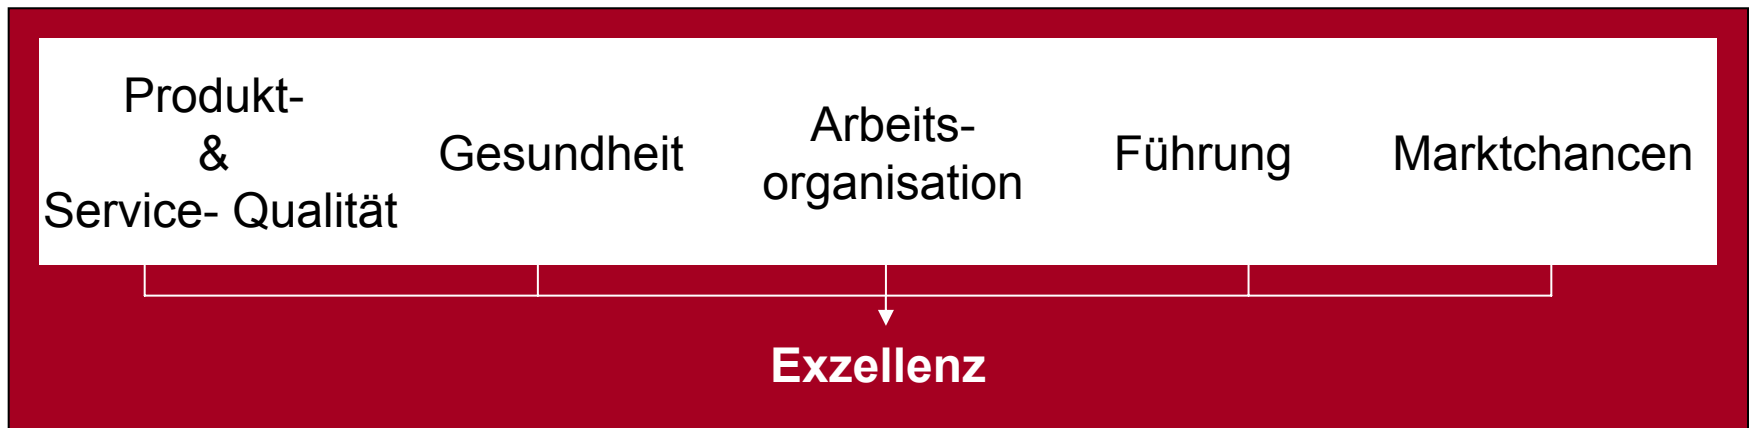 Produkt-
&
Service- Qualität
Gesundheit
Arbeits-
organisation
Führung
Marktchancen
Exzellenz